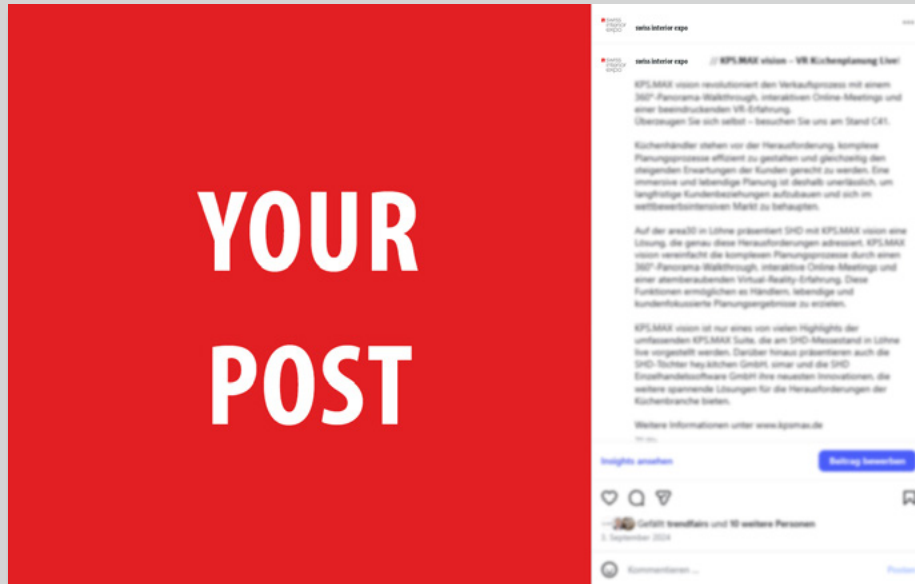 YOUR
POST
swiss
interior
expo
swiss interior expo
swiss
interior
expo
swiss interior expo // KPS.MAX vision – VR Küchenplanung Live!
KPS.MAX vision revolutioniert den Verkaufsprozess mit einem
360°-Panorama-Walkthrough, interaktiven Online-Meetings und
einer beeindruckenden VR-Erfahrung.
Überzeugen Sie sich selbst – besuchen Sie uns am Stand C41.
Küchenhändler stehen vor der Herausforderung, komplexe
Planungsprozesse effizient zu gestalten und gleichzeitig den
steigenden Erwartungen der Kunden gerecht zu werden. Eine
immersive und lebendige Planung ist deshalb unerlässlich, um
langfristige Kundenbeziehungen aufzubauen und sich im
wettbewerbsintensiven Markt zu behaupten.
Auf der area30 in Löhne präsentiert SHD mit KPS.MAX vision eine
Lösung, die genau diese Herausforderungen adressiert. KPS.MAX
vision vereinfacht die komplexen Planungsprozesse durch einen
360°-Panorama-Walkthrough, interaktive Online-Meetings und
einer atemberaubenden Virtual-Reality-Erfahrung. Diese
Funktionen ermöglichen es Händlern, lebendige und
kundenfokussierte Planungsergebnisse zu erzielen.
KPS.MAX vision ist nur eines von vielen Highlights der
umfassenden KPS.MAX Suite, die am SHD-Messestand in Löhne
live vorgestellt werden. Darüber hinaus präsentieren auch die
SHD-Töchter hey.kitchen GmbH, simar und die SHD
Einzelhandelssoftware GmbH ihre neuesten Innovationen, die
weitere spannende Lösungen für die Herausforderungen der
Küchenbranche bieten.
Weitere Informationen unter www.kpsmax.de
Insights ansehen
Beitrag bewerben
Gefällt trendfairs und 10 weitere Personen
3. September 2024
Kommentieren ...
Posten